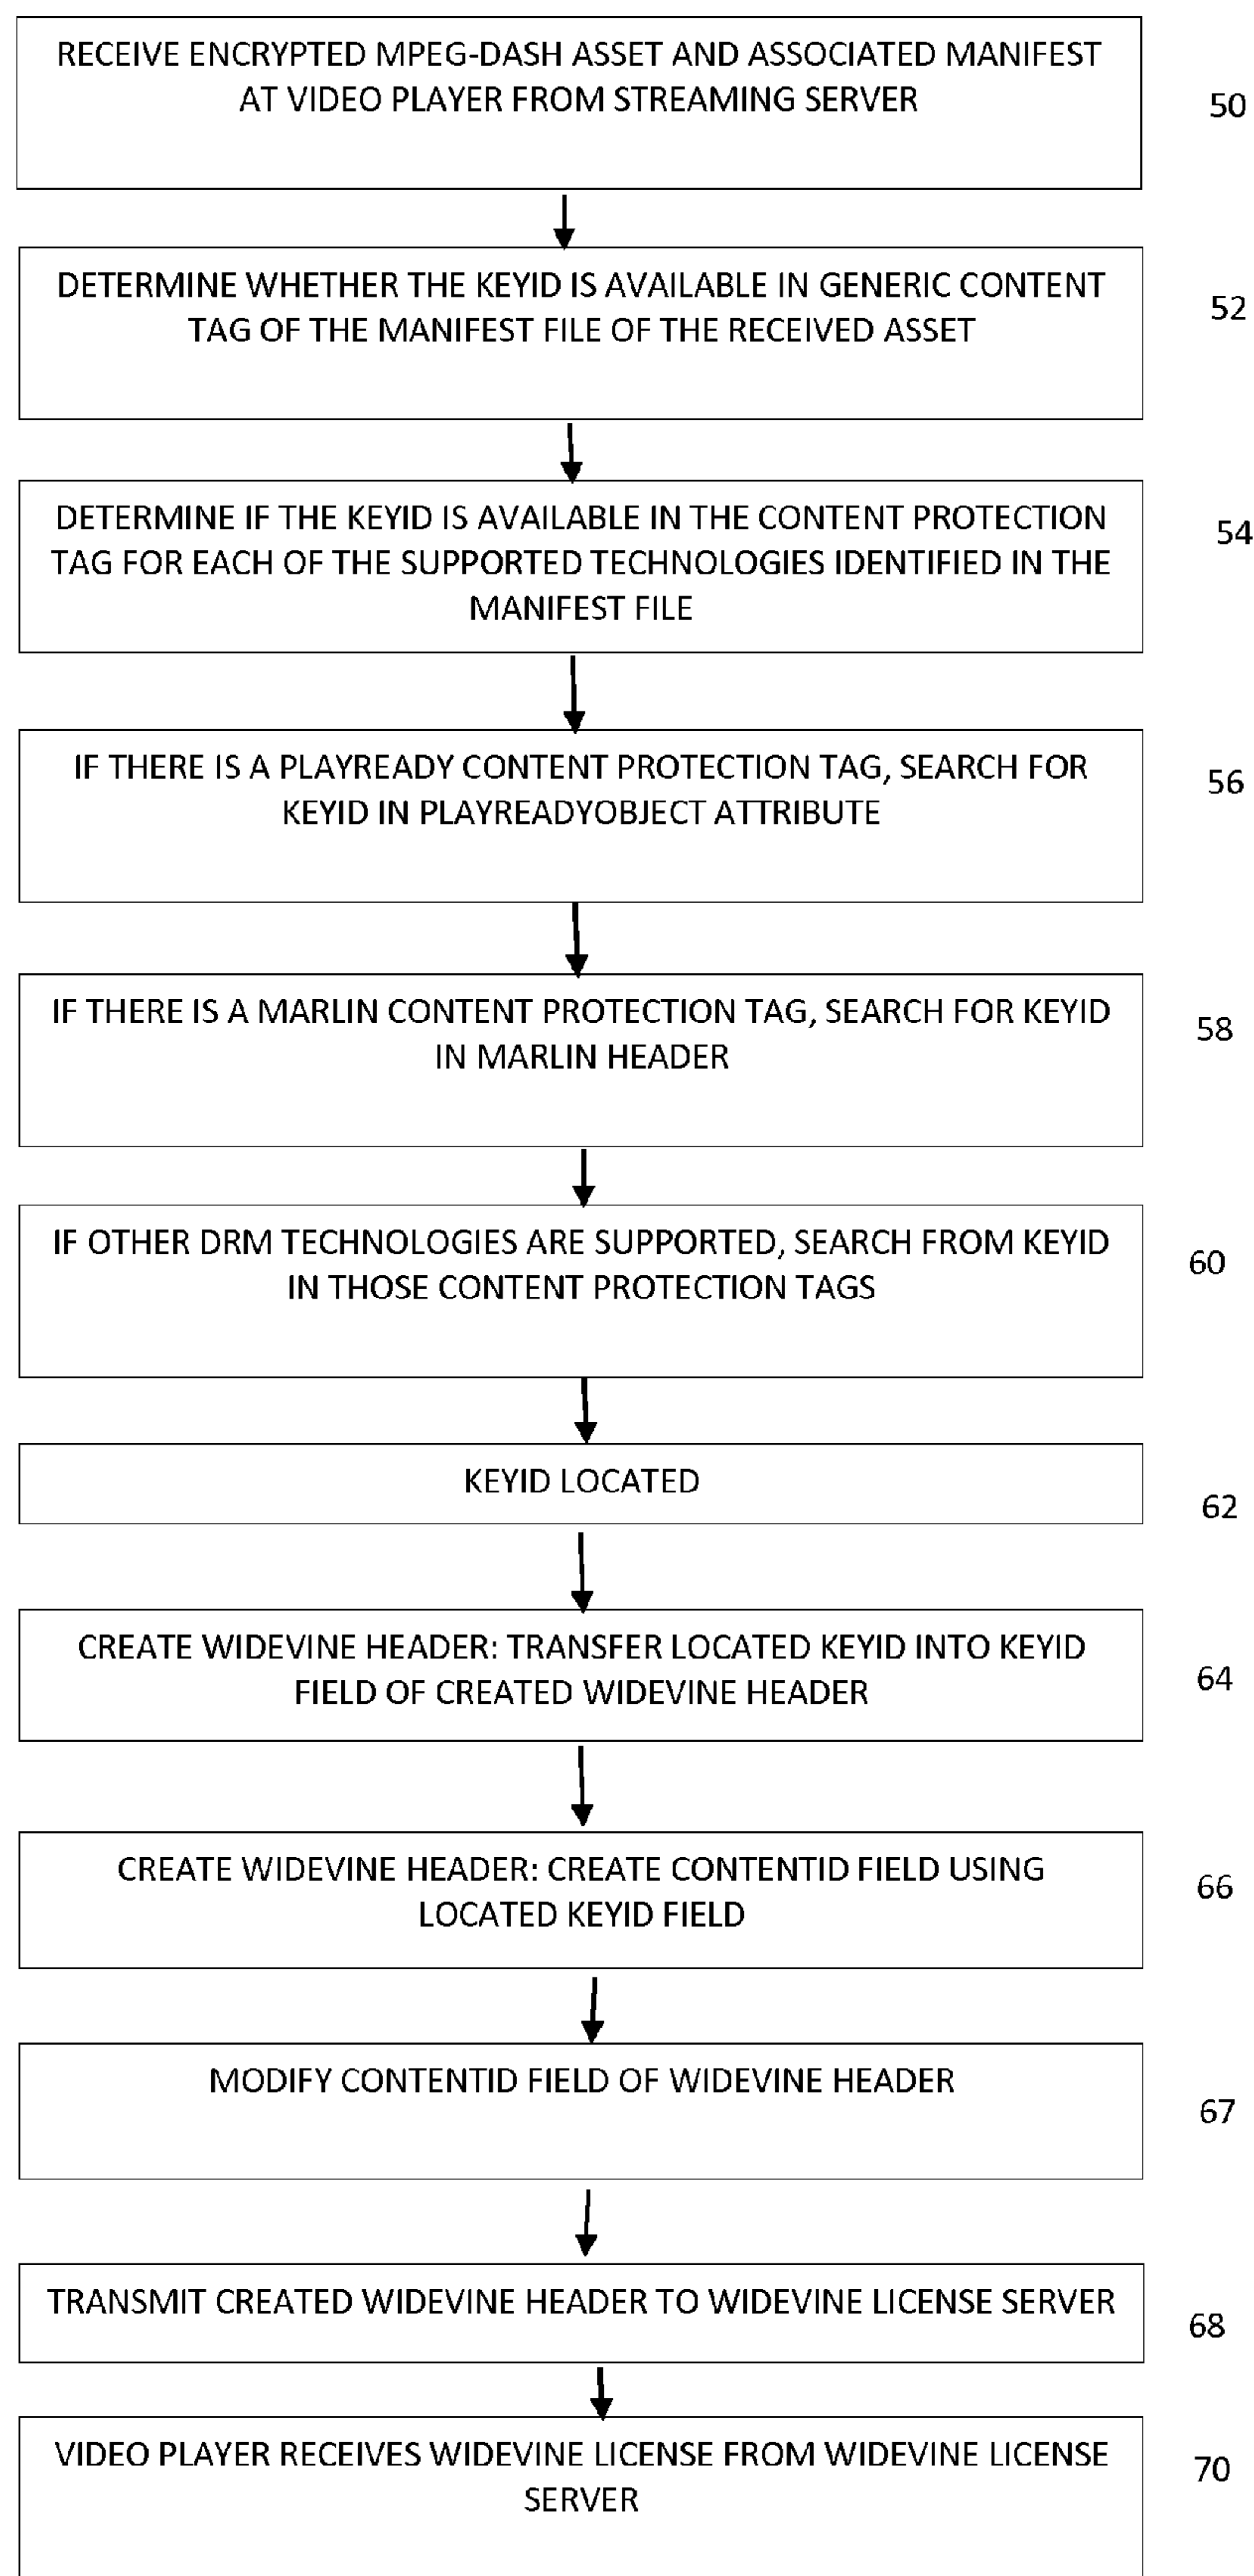 RECEIVE ENCRYPTED MPEG-DASH ASSET AND ASSOCIATED MANIFEST
AT VIDEO PLAYER FROM STREAMING SERVER
50
DETERMINE WHETHER THE KEYID IS AVAILABLE IN GENERIC CONTENT
TAG OF THE MANIFEST FILE OF THE RECEIVED ASSET
52
DETERMINE IF THE KEYID IS AVAILABLE IN THE CONTENT PROTECTION
TAG FOR EACH OF THE SUPPORTED TECHNOLOGIES IDENTIFIED IN THE
MANIFEST FILE
54
IF THERE IS A PLAYREADY CONTENT PROTECTION TAG, SEARCH FOR
KEYID IN PLAYREADYOBJECT ATTRIBUTE
56
IF THERE IS A MARLIN CONTENT PROTECTION TAG, SEARCH FOR KEYID
IN MARLIN HEADER
58
IF OTHER DRM TECHNOLOGIES ARE SUPPORTED, SEARCH FROM KEYID
IN THOSE CONTENT PROTECTION TAGS
60
KEYID LOCATED
62
CREATE WIDEVINE HEADER: TRANSFER LOCATED KEYID INTO KEYID
FIELD OF CREATED WIDEVINE HEADER
64
CREATE WIDEVINE HEADER: CREATE CONTENTID FIELD USING
LOCATED KEYID FIELD
66
MODIFY CONTENTID FIELD OF WIDEVINE HEADER
67
TRANSMIT CREATED WIDEVINE HEADER TO WIDEVINE LICENSE SERVER
68
VIDEO PLAYER RECEIVES WIDEVINE LICENSE FROM WIDEVINE LICENSE
SERVER
70